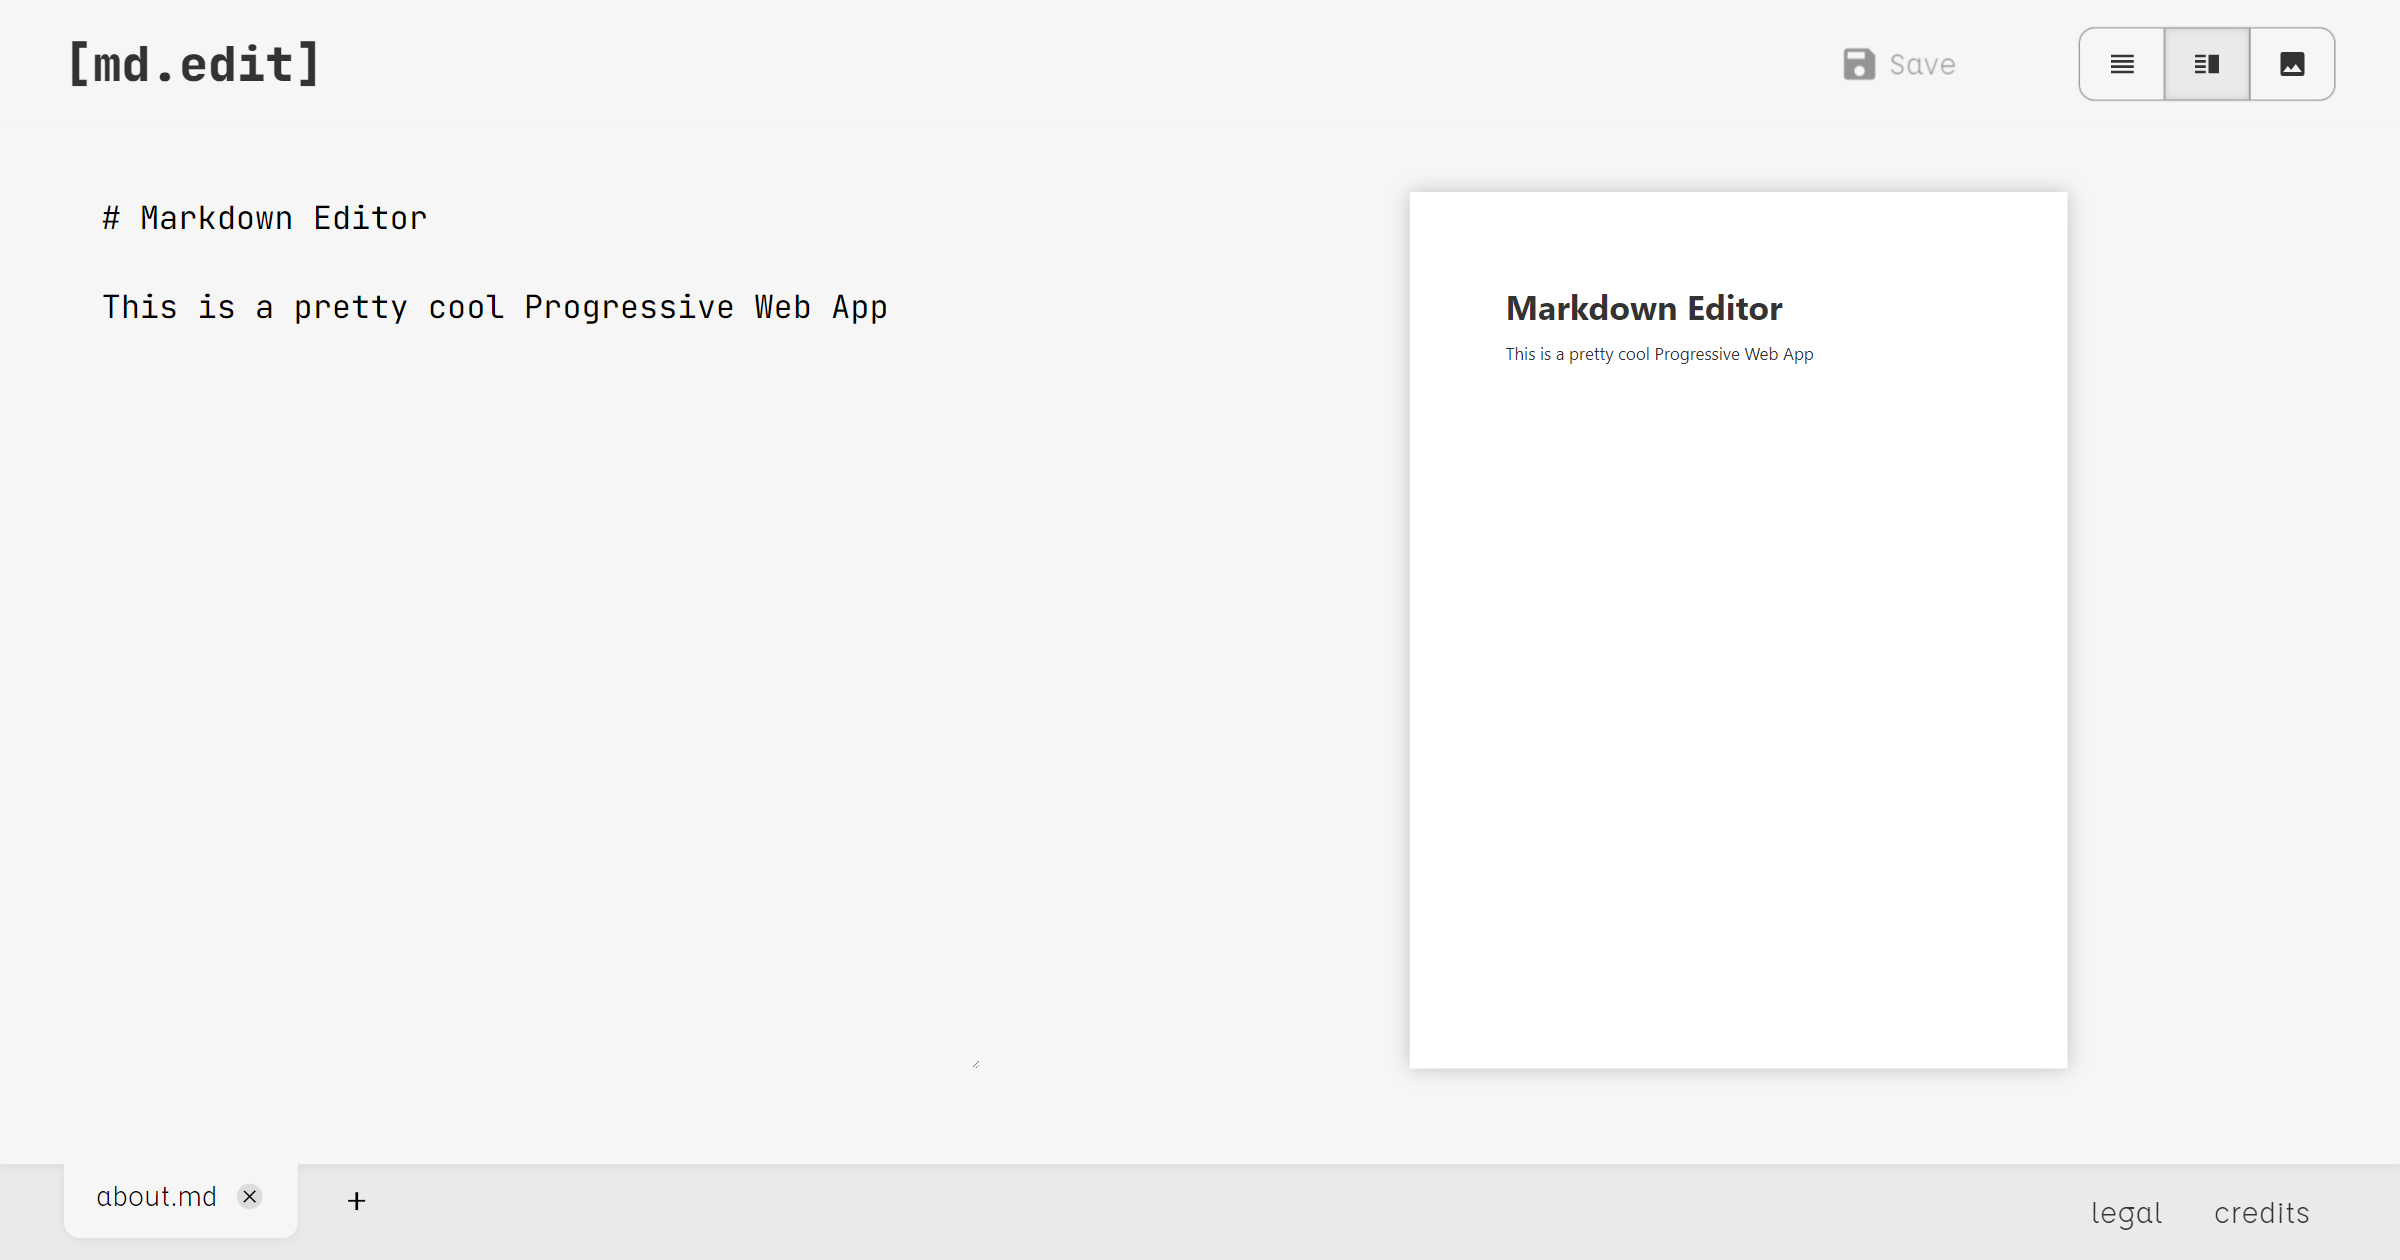 [md.edit]
Save
# Markdown Editor
This is a pretty cool Progressive Web App
Markdown Editor
This is a pretty cool Progressive Web App
about.md
+
legal
credits